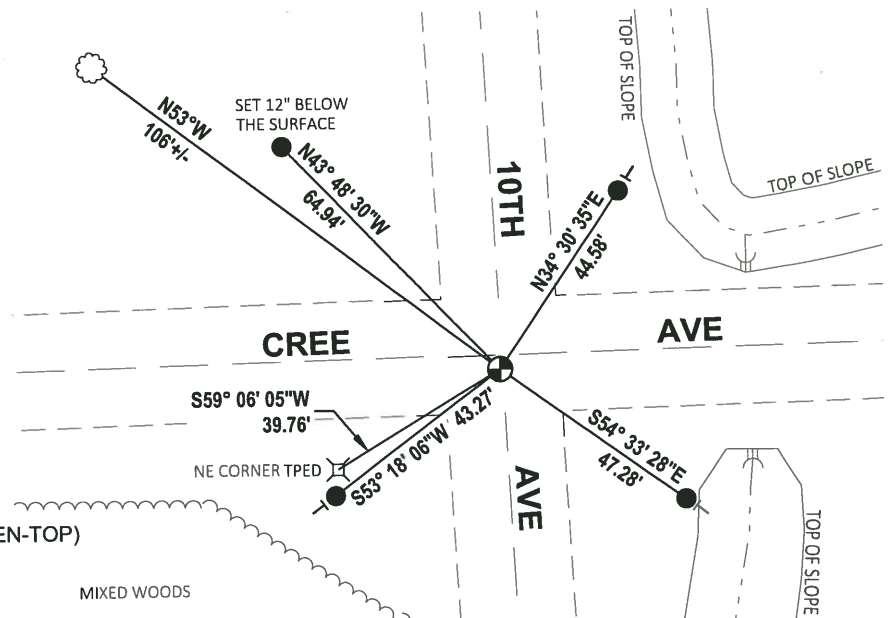 TOP OF SLOPE
N53°W
106'+/-
SET 12" BELOW
THE SURFACE
N43° 48' 30"W
64.94'
10TH
TOP OF SLOPE
N34° 30' 35"E
44.58'
CREE
AVE
S59° 06' 05"W
39.76'
S53° 18' 06"W 43.27'
S54° 33' 28"E
47.28'
NE CORNER TPED
AVE
EN-TOP)
TOP OF SLOPE
MIXED WOODS